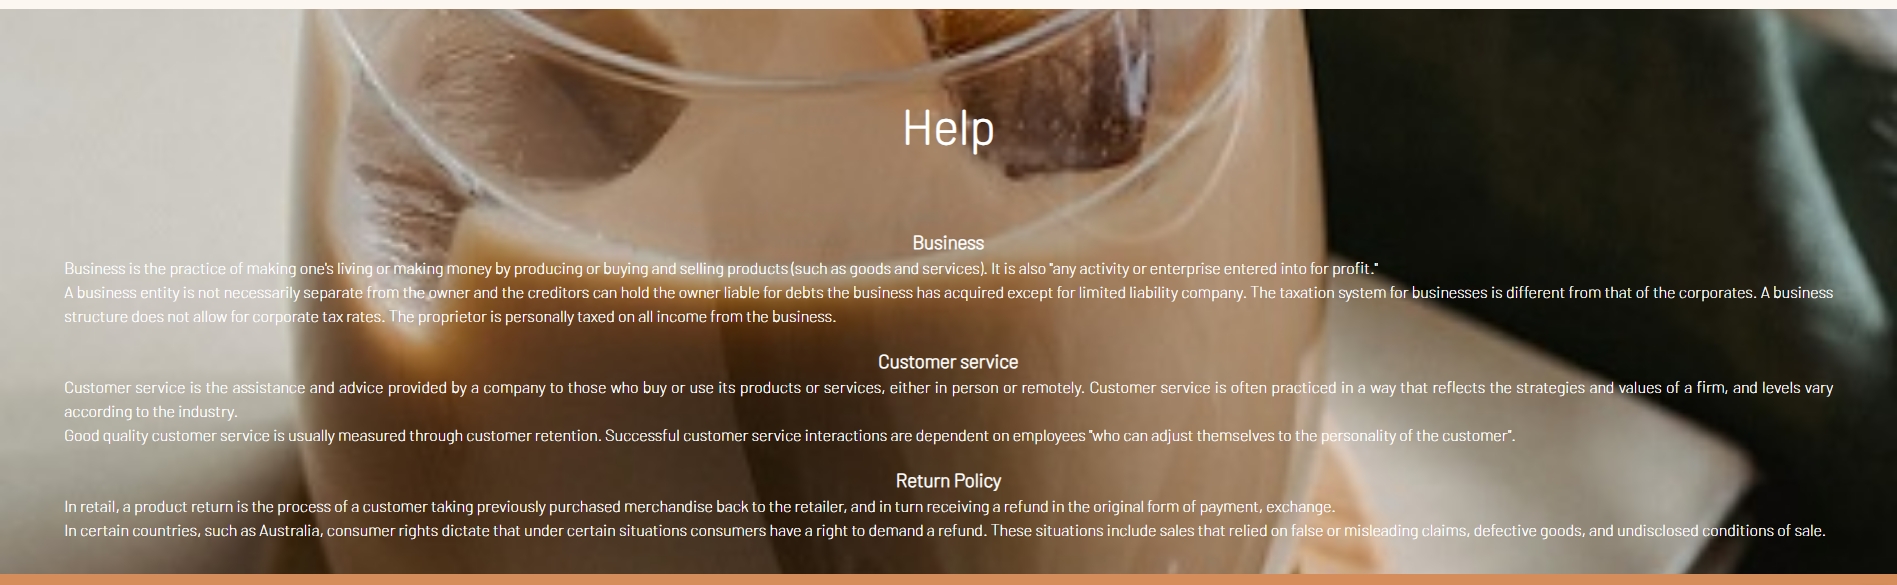 Help
Business
Business is the practice of making one's living or making money by producing or buying and selling products (such as goods and services). It is also "any activity or enterprise entered into for profit."
A business entity is not necessarily separate from the owner and the creditors can hold the owner liable for debts the business has acquired except for limited liability company. The taxation system for businesses is different from that of the corporates. A business
structure does not allow for corporate tax rates. The proprietor is personally taxed on all income from the business.
Customer service
Customer service is the assistance and advice provided by a company to those who buy or use its products or services, either in person or remotely. Customer service is often practiced in a way that reflects the strategies and values of a firm, and levels vary
according to the industry.
Good quality customer service is usually measured through customer retention. Successful customer service interactions are dependent on employees "who can adjust themselves to the personality of the customer".
Return Policy
In retail, a product return is the process of a customer taking previously purchased merchandise back to the retailer, and in turn receiving a refund in the original form of payment, exchange.
In certain countries, such as Australia, consumer rights dictate that under certain situations consumers have a right to demand a refund. These situations include sales that relied on false or misleading claims, defective goods, and undisclosed conditions of sale.